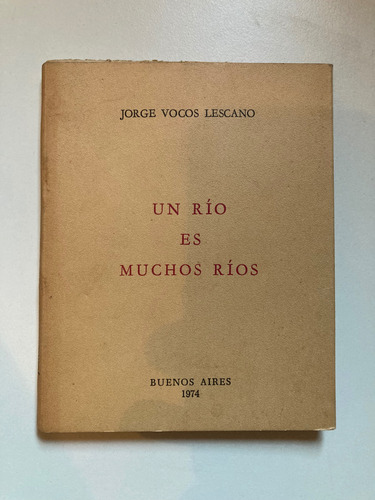 JORGE VOCOS LESCANO
UN RÍO
ES
MUCHOS RÍOS
BUENOS AIRES
1974